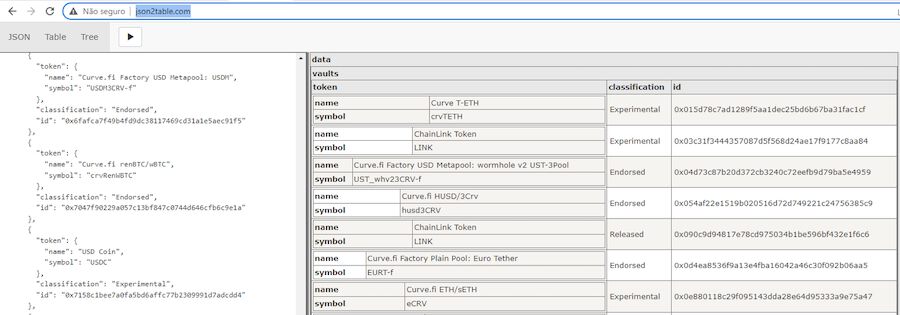 Não seguro | json2table.com
JSON Table Tree
{
"token": {
"name": "Curve.fi Factory USD Metapool: USDM",
"symbol": "USDM3CRV-f"
},
"classification": "Endorsed",
"id": "0x6fafca7f49b4fd9dc38117469cd31a1e5aec91f5"
},
{
"token": {
"name": "Curve.fi renBTC/wBTC",
"symbol": "crvRenWBTC"
},
"classification": "Endorsed",
"id": "0x7047f90229a057c13bf847c0744d646cfb6c9e1a"
},
{
"token": {
"name": "USD Coin",
"symbol": "USDC"
},
"classification": "Experimental",
"id": "0x7158c1bee7a0fa5bd6affc77b2309991d7adcdd4"
},
data
vaults
token classification id
name Curve T-ETH
symbol crvTETH
Experimental 0x015d78c7ad1289f5aa1dec25bd6b67ba31fac1cf
name ChainLink Token
symbol LINK
Experimental 0x03c31f3444357087d5f568d24ae17f9177c8aa84
name Curve.fi Factory USD Metapool: wormhole v2 UST-3Pool
symbol UST_whv23CRV-f
Endorsed 0x04d73c87b20d372cb3240c72eefb9d79ba5e4959
name Curve.fi HUSD/3Crv
symbol husd3CRV
Endorsed 0x054af22e1519b020516d72d749221c24756385c9
name ChainLink Token
symbol LINK
Released 0x090c9d94817e78cd975034b1be596bf432e1f6c6
name Curve.fi Factory Plain Pool: Euro Tether
symbol EURT-f
Endorsed 0x0d4ea8536f9a13e4fba16042a46c30f092b06aa5
name Curve.fi ETH/sETH
symbol eCRV
Experimental 0x0e880118c29f095143dda28e64d95333a9e75a47